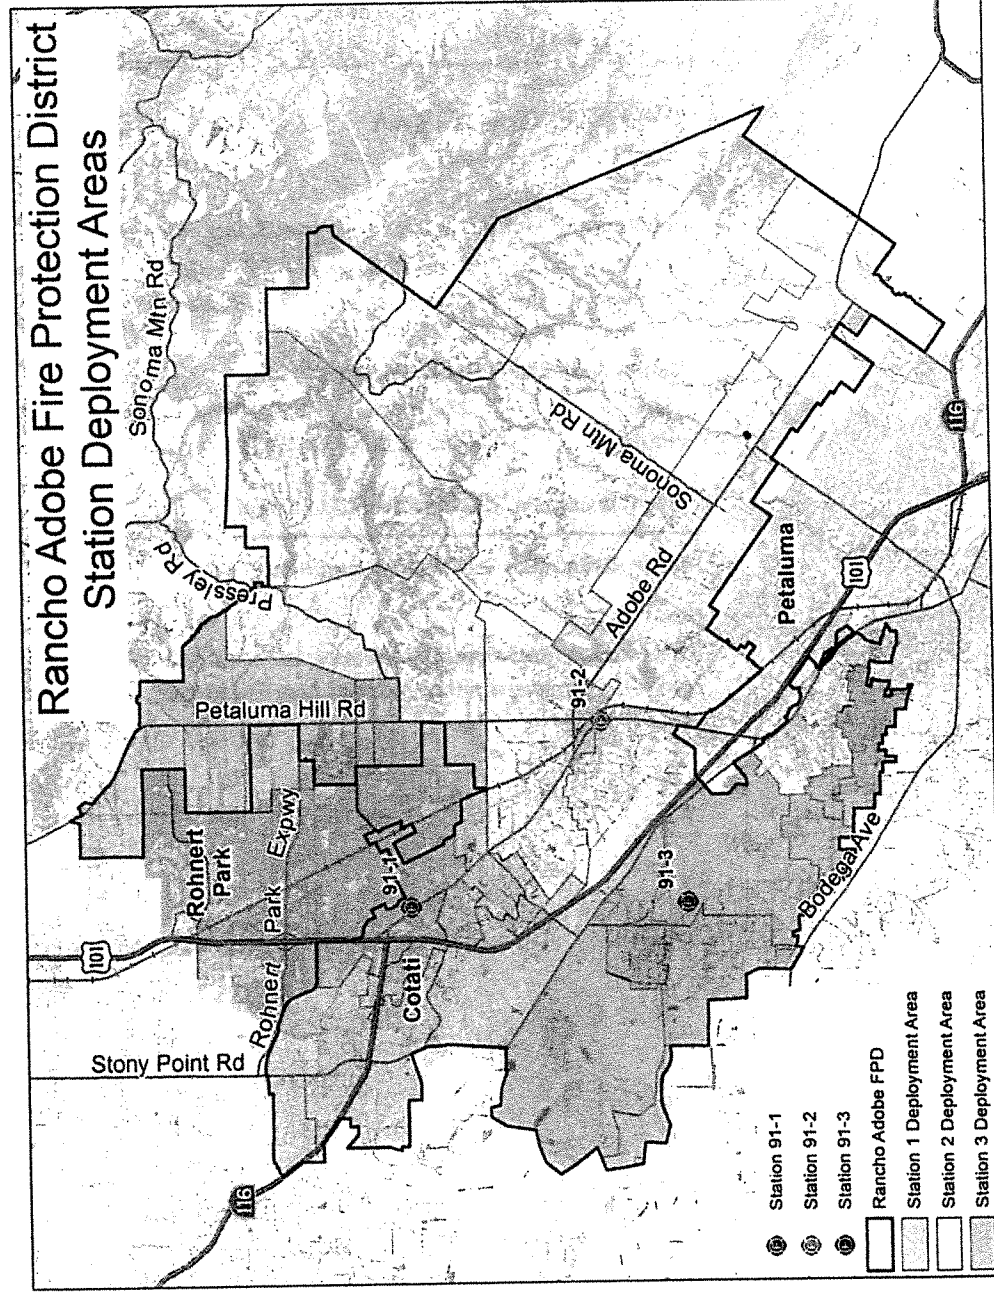 Rancho Adobe Fire Protection District
Station Deployment Areas
Sonoma Mtn Rd
Pressley Rd
Petaluma Hill Rd
Rohnert
Park
Rohnert Park Expwy
101
Stony Point Rd
116
Cotati
91-1
91-2
91-3
Adobe Rd
Sonoma Mtn Rd
Petaluma
101
116
Bodega Ave
Station 91-1
Station 91-2
Station 91-3
Rancho Adobe FPD
Station 1 Deployment Area
Station 2 Deployment Area
Station 3 Deployment Area